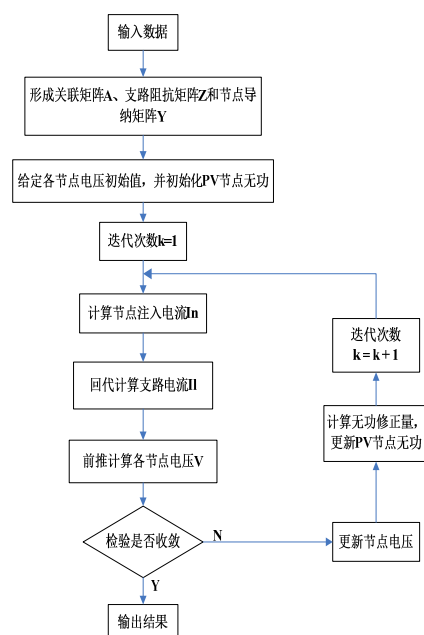 输入数据
形成关联矩阵A、支路阻抗矩阵Z和节点导
纳矩阵Y
给定各节点电压初始值，并初始化PV节点无功
迭代次数k=1
计算节点注入电流In
回代计算支路电流Il
前推计算各节点电压V
检验是否收敛
N
Y
输出结果
更新节点电压
计算无功修正量，
更新PV节点无功
迭代次数
k=k+1